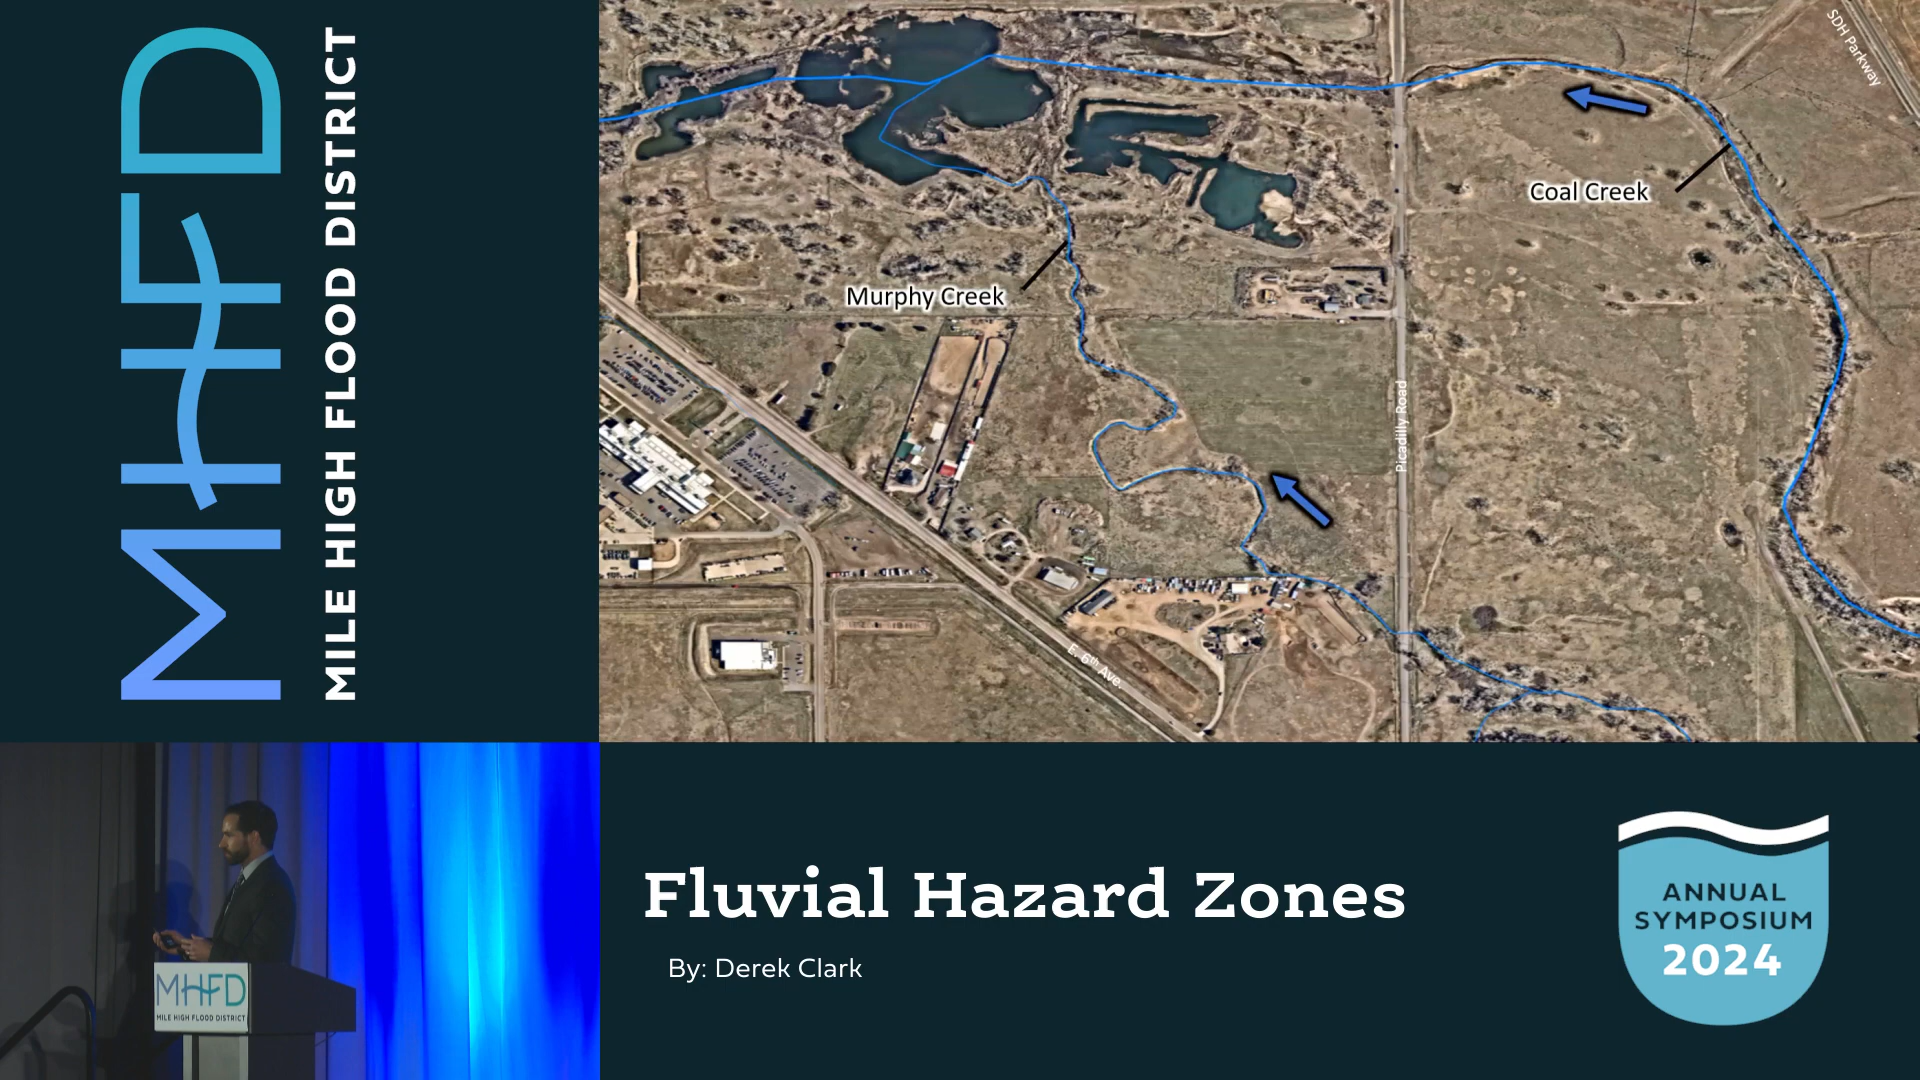 MHFD
MILE HIGH FLOOD DISTRICT
SDH Parkway
Coal Creek
Murphy Creek
Picadilly Road
E. 6th Ave.
MHFD
MILE HIGH FLOOD DISTRICT
Fluvial Hazard Zones
By: Derek Clark
ANNUAL
SYMPOSIUM
2024